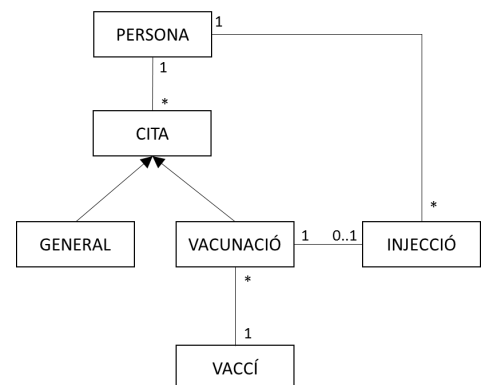 PERSONA
1
1
*
CITA
*
GENERAL
VACUNACIÓ
1
0..1
INJECCIÓ
*
1
VACCÍ